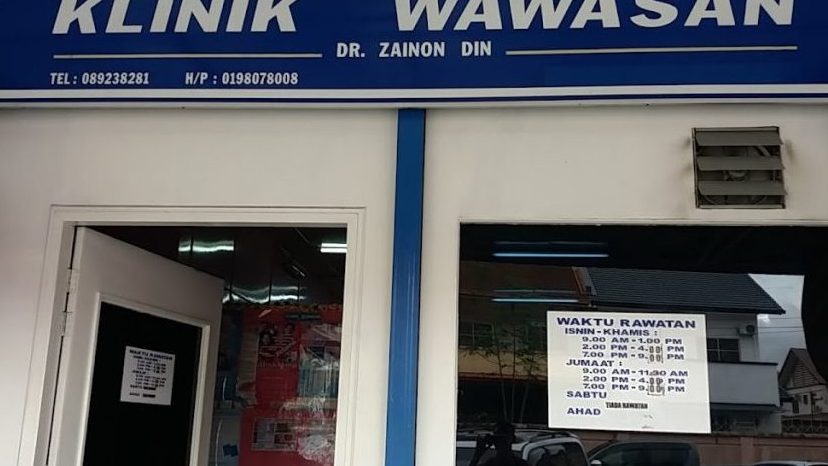 KLINIK WAWASAN
DR. ZAINON DIN
TEL : 089238281 H/P : 0198078008
WAKTU RAWATAN
ISNIN-KHAMIS :
9.00 AM - 1.00 PM
2.00 PM - 4.00 PM
7.00 PM - 9.00 PM
JUMAAT :
9.00 AM - 11.30 AM
2.00 PM - 4.00 PM
7.00 PM - 9.00 PM
SABTU
TIADA RAWATAN
AHAD
WAKTU RAWATAN